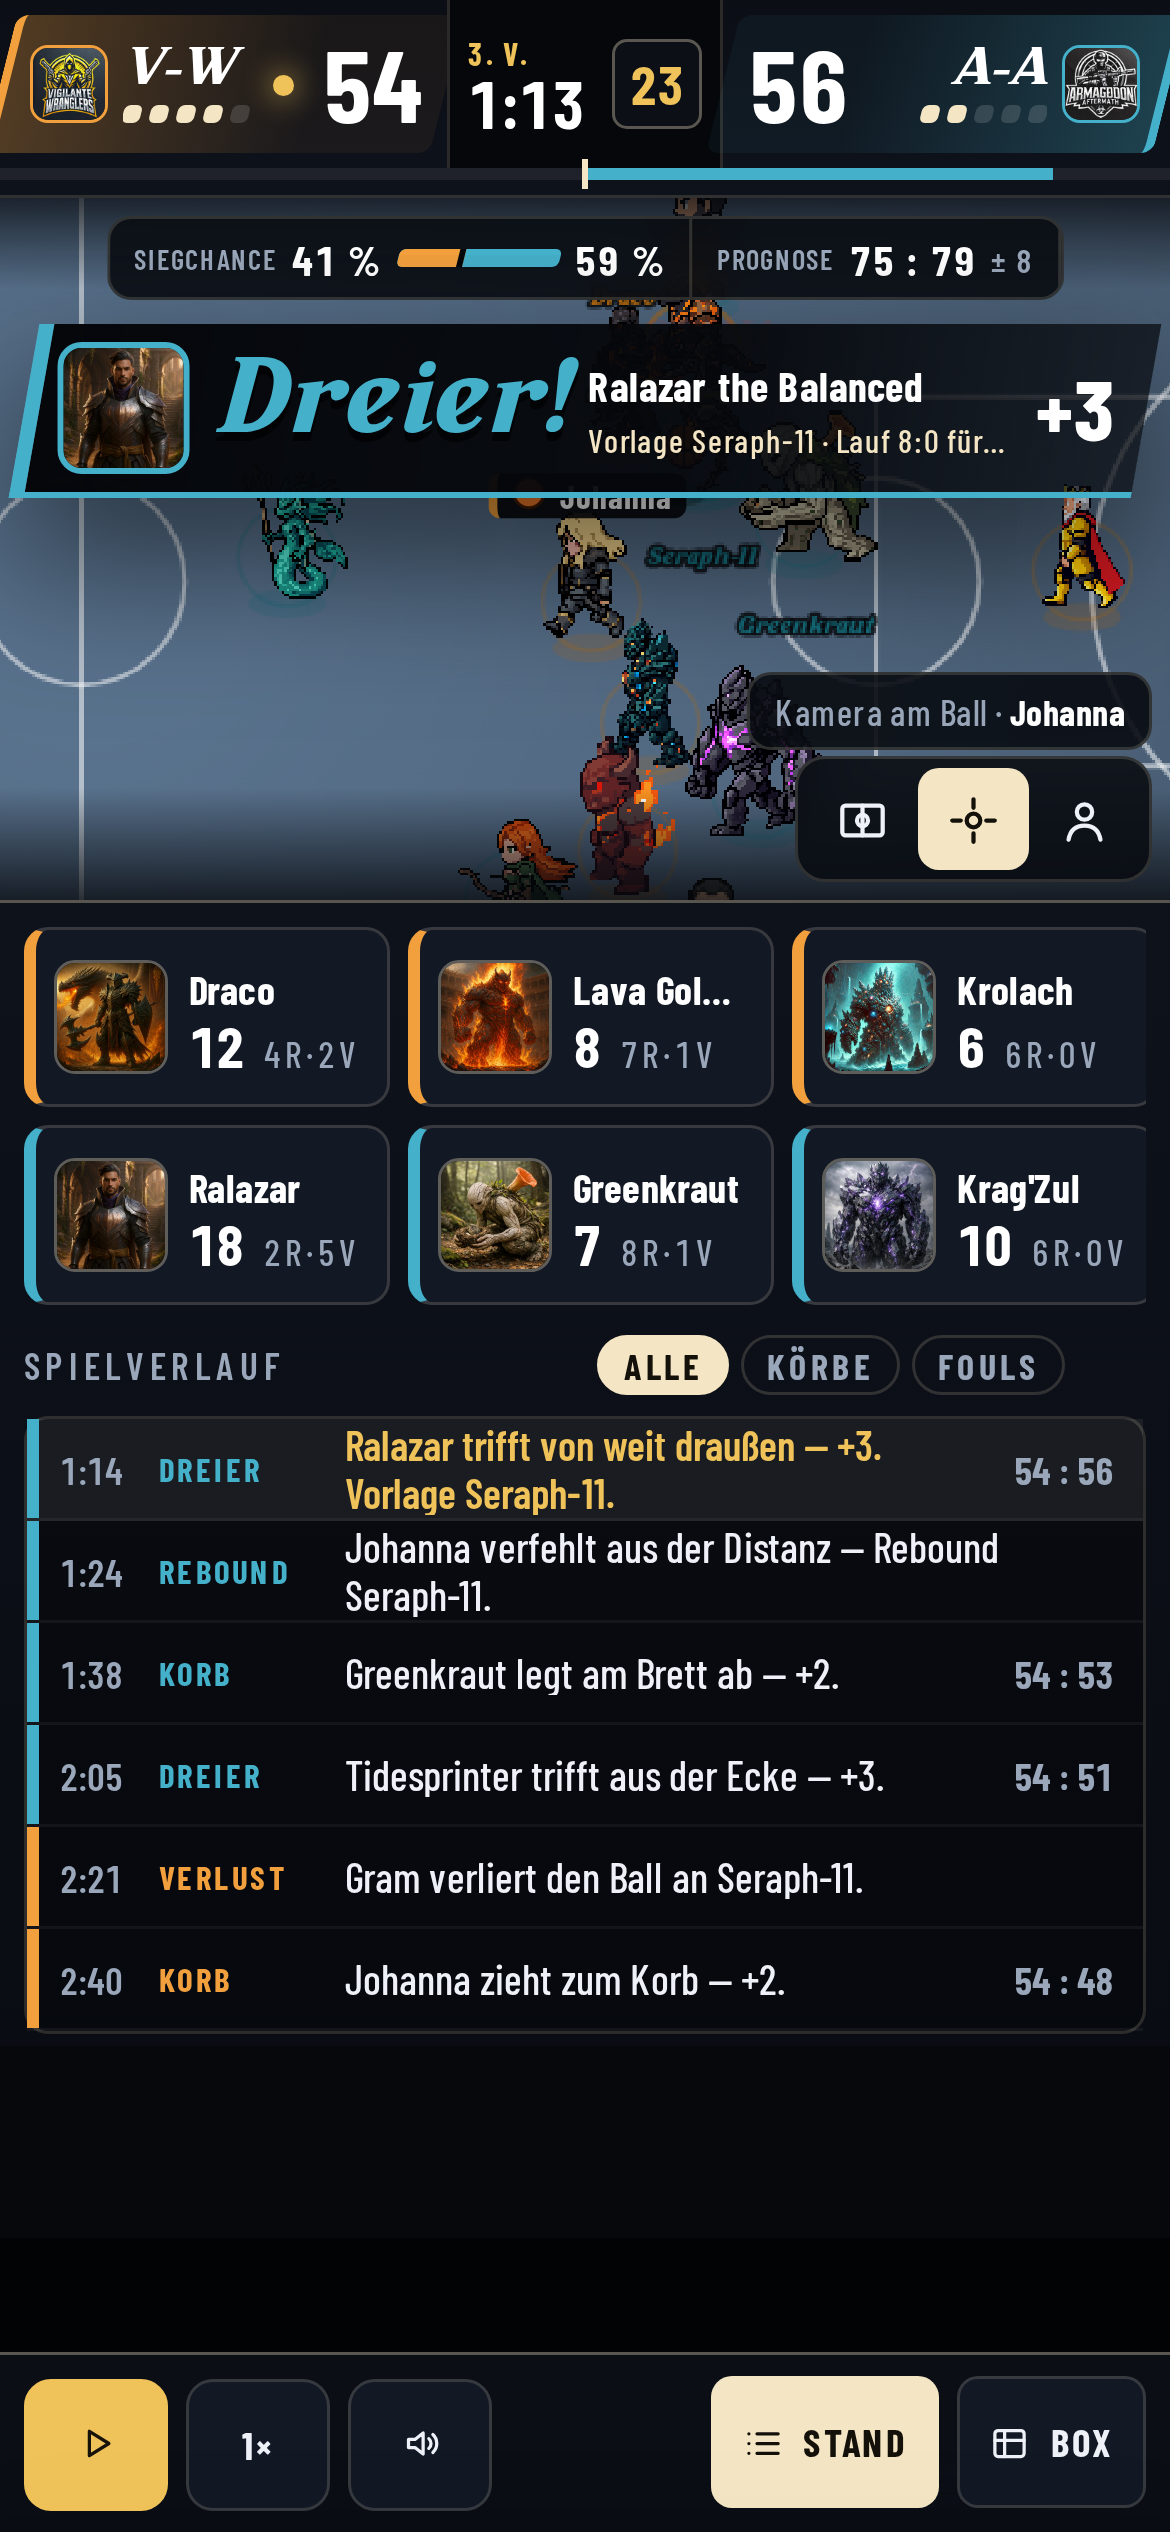 V-W
54
3. V.
1:13
23
56
A-A
VIGILANTE
WRANGLERS
ARMAGEDDON
AFTERMATH
SIEGCHANCE 41 % 59 % PROGNOSE 75 : 79 ± 8
Dreier!
Ralazar the Balanced
Vorlage Seraph-11 · Lauf 8:0 für...
+3
Johanna
Seraph-11
Greenkraut
Kamera am Ball · Johanna
Draco
12 4R·2V
Lava Gol...
8 7R·1V
Krolach
6 6R·0V
Ralazar
18 2R·5V
Greenkraut
7 8R·1V
Krag'Zul
10 6R·0V
SPIELVERLAUF ALLE KÖRBE FOULS
1:14 DREIER Ralazar trifft von weit draußen — +3. 54 : 56
Vorlage Seraph-11.
1:24 REBOUND Johanna verfehlt aus der Distanz — Rebound
Seraph-11.
1:38 KORB Greenkraut legt am Brett ab — +2. 54 : 53
2:05 DREIER Tidesprinter trifft aus der Ecke — +3. 54 : 51
2:21 VERLUST Gram verliert den Ball an Seraph-11.
2:40 KORB Johanna zieht zum Korb — +2. 54 : 48
1× STAND BOX